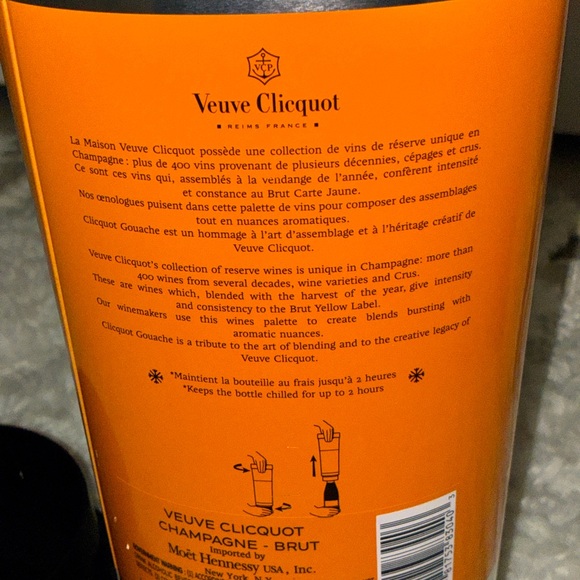 VCP
Veuve Clicquot
REIMS FRANCE
La Maison Veuve Clicquot possède une collection de vins de réserve unique en
Champagne : plus de 400 vins provenant de plusieurs décennies, cépages et crus.
Ce sont ces vins qui, assemblés à la vendange de l'année, confèrent intensité
et constance au Brut Carte Jaune.
Nos œnologues puisent dans cette palette de vins pour composer des assemblages
tout en nuances aromatiques.
Clicquot Gouache est un hommage à l'art d'assemblage et à l'héritage créatif de
Veuve Clicquot.
Veuve Clicquot's collection of reserve wines is unique in Champagne: more than
400 wines from several decades, wine varieties and Crus.
These are wines which, blended with the harvest of the year, give intensity
and consistency to the Brut Yellow Label.
Our winemakers use this wines palette to create blends bursting with
aromatic nuances.
Clicquot Gouache is a tribute to the art of blending and to the creative legacy of
Veuve Clicquot.
*Maintient la bouteille au frais jusqu'à 2 heures
*Keeps the bottle chilled for up to 2 hours
VEUVE CLICQUOT
CHAMPAGNE - BRUT
Imported by
Moët Hennessy USA, Inc.
New York, N.Y.
GOVERNMENT WARNING: (1) ACCORD